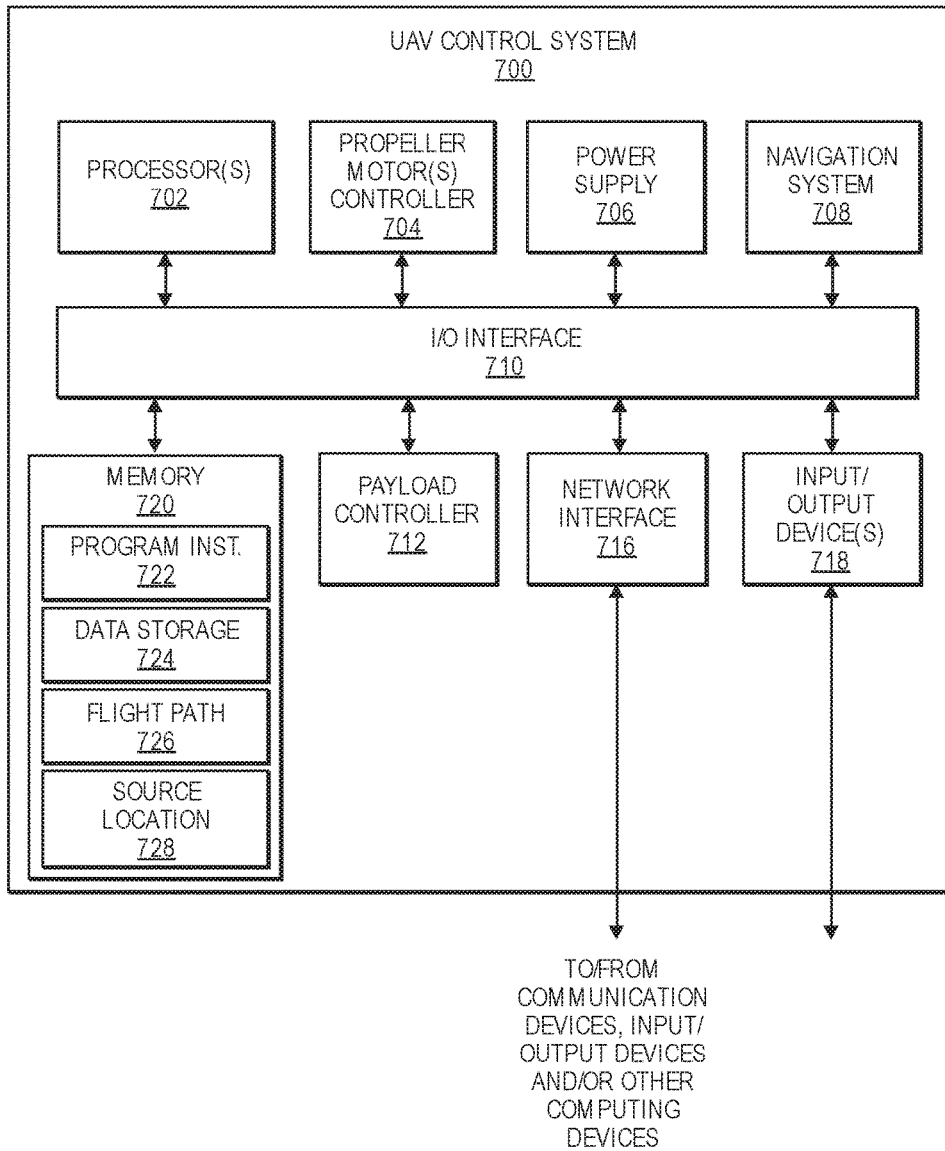 UAV CONTROL SYSTEM
700
PROCESSOR(S)
702
PROPELLER
MOTOR(S)
CONTROLLER
704
POWER
SUPPLY
706
NAVIGATION
SYSTEM
708
I/O INTERFACE
710
MEMORY
720
PROGRAM INST.
722
DATA STORAGE
724
FLIGHT PATH
726
SOURCE
LOCATION
728
PAYLOAD
CONTROLLER
712
NETWORK
INTERFACE
716
INPUT/
OUTPUT
DEVICE(S)
718
TO/FROM
COMMUNICATION
DEVICES, INPUT/
OUTPUT DEVICES
AND/OR OTHER
COMPUTING
DEVICES